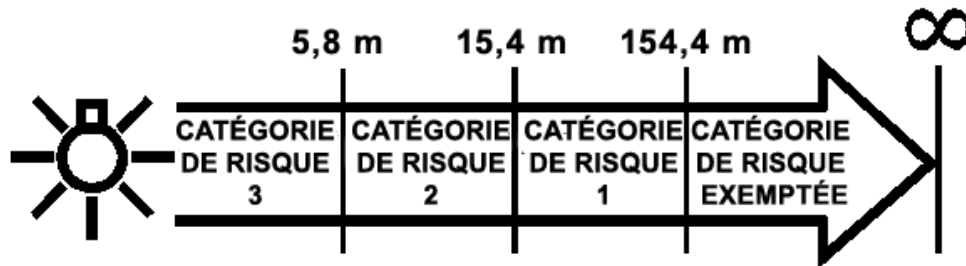 5,8 m 15,4 m 154,4 m ∞
CATÉGORIE DE RISQUE 3
CATÉGORIE DE RISQUE 2
CATÉGORIE DE RISQUE 1
CATÉGORIE DE RISQUE EXEMPTÉE